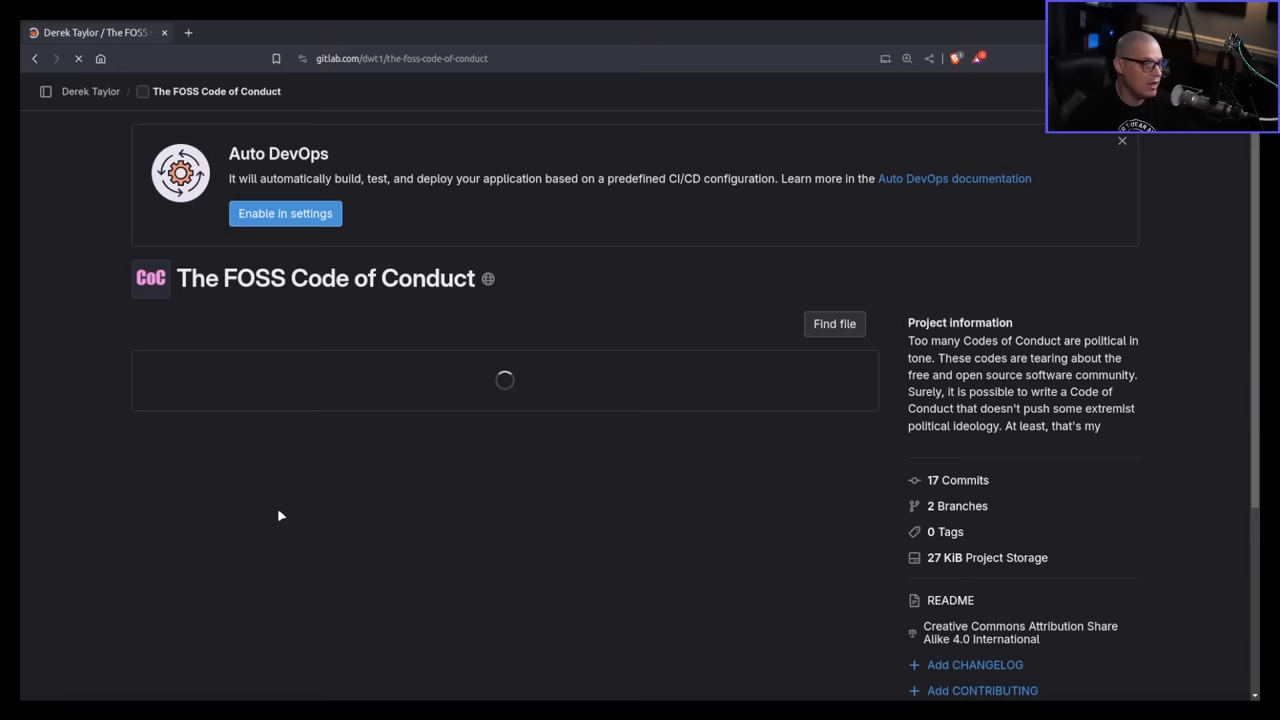 Derek Taylor / The FOSS
gitlab.com/dwt1/the-foss-code-of-conduct
Derek Taylor / The FOSS Code of Conduct
Auto DevOps
It will automatically build, test, and deploy your application based on a predefined CI/CD configuration. Learn more in the Auto DevOps documentation
Enable in settings
CoC The FOSS Code of Conduct
Find file
Project information
Too many Codes of Conduct are political in
tone. These codes are tearing about the
free and open source software community.
Surely, it is possible to write a Code of
Conduct that doesn't push some extremist
political ideology. At least, that's my
17 Commits
2 Branches
0 Tags
27 KiB Project Storage
README
Creative Commons Attribution Share
Alike 4.0 International
+ Add CHANGELOG
+ Add CONTRIBUTING